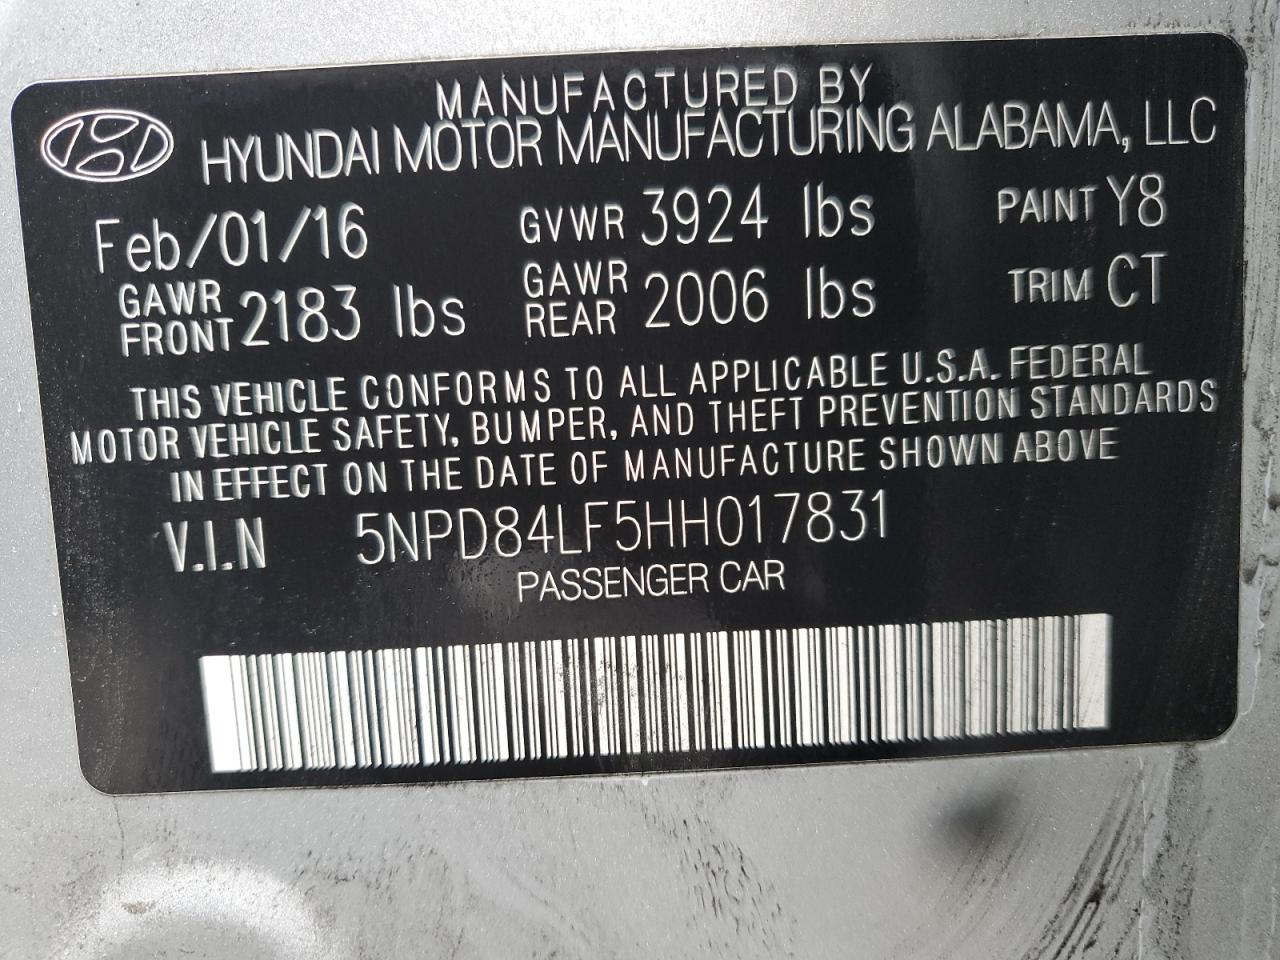 MANUFACTURED BY
HYUNDAI MOTOR MANUFACTURING ALABAMA, LLC
Feb/01/16 GVWR 3924 lbs PAINT Y8
GAWR FRONT 2183 lbs GAWR REAR 2006 lbs TRIM CT
THIS VEHICLE CONFORMS TO ALL APPLICABLE U.S.A. FEDERAL
MOTOR VEHICLE SAFETY, BUMPER, AND THEFT PREVENTION STANDARDS
IN EFFECT ON THE DATE OF MANUFACTURE SHOWN ABOVE
V.I.N 5NPD84LF5HH017831
PASSENGER CAR